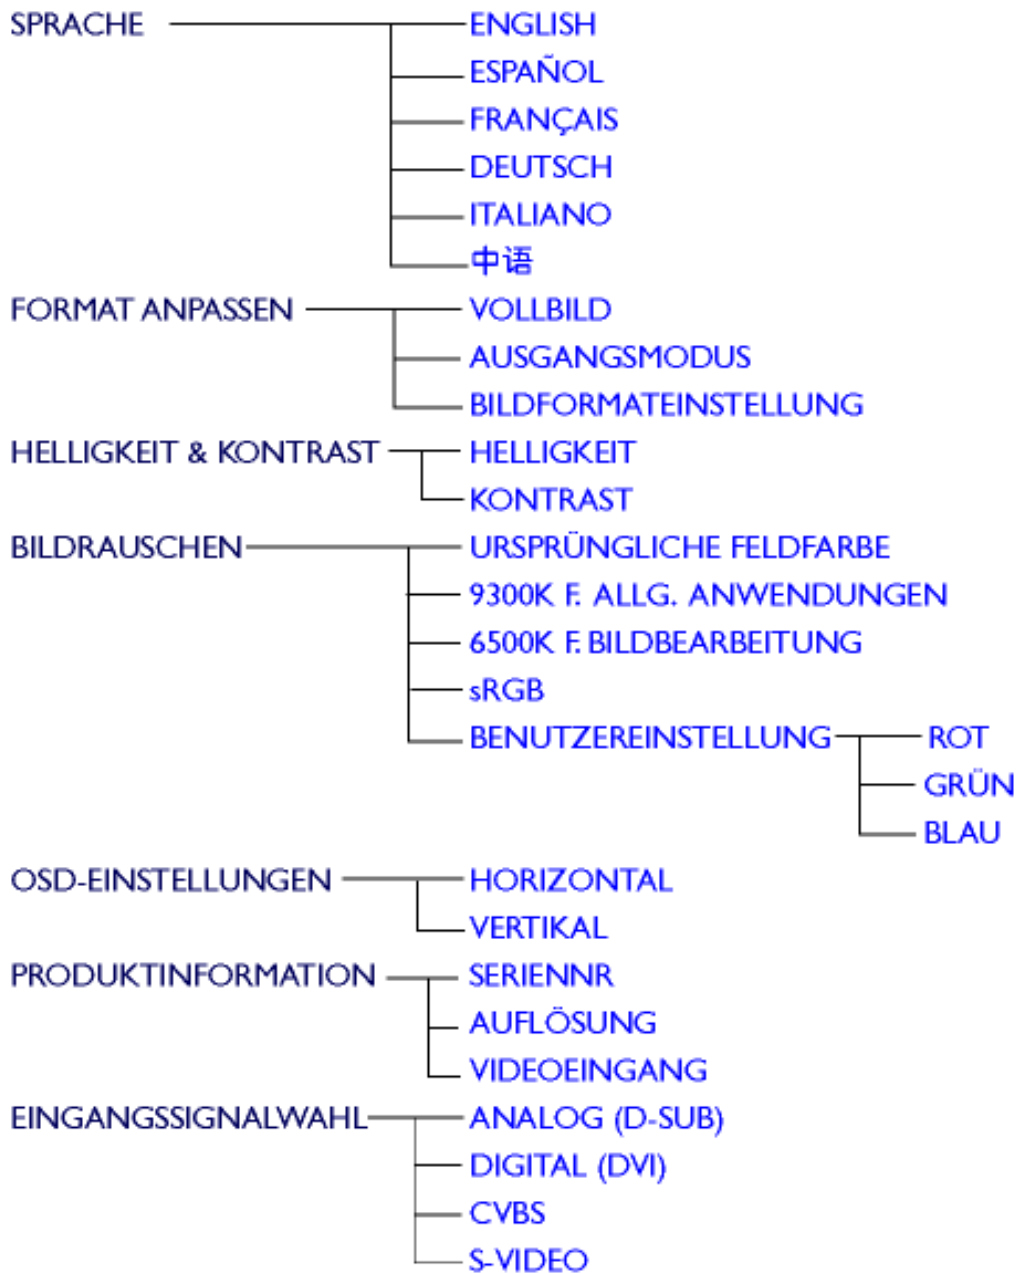 SPRACHE ENGLISH
ESPAÑOL
FRANÇAIS
DEUTSCH
ITALIANO
中语
FORMAT ANPASSEN VOLLBILD
AUSGANGSMODUS
BILDFORMATEINSTELLUNG
HELLIGKEIT & KONTRAST HELLIGKEIT
KONTRAST
BILDRAUSCHEN URSPRÜNGLICHE FELDFARBE
9300K F. ALLG. ANWENDUNGEN
6500K F. BILDBEARBEITUNG
sRGB
BENUTZEREINSTELLUNG ROT
GRÜN
BLAU
OSD-EINSTELLUNGEN HORIZONTAL
VERTIKAL
PRODUKTINFORMATION SERIENNR
AUFLÖSUNG
VIDEOEINGANG
EINGANGSSIGNALWAHL ANALOG (D-SUB)
DIGITAL (DVI)
CVBS
S-VIDEO